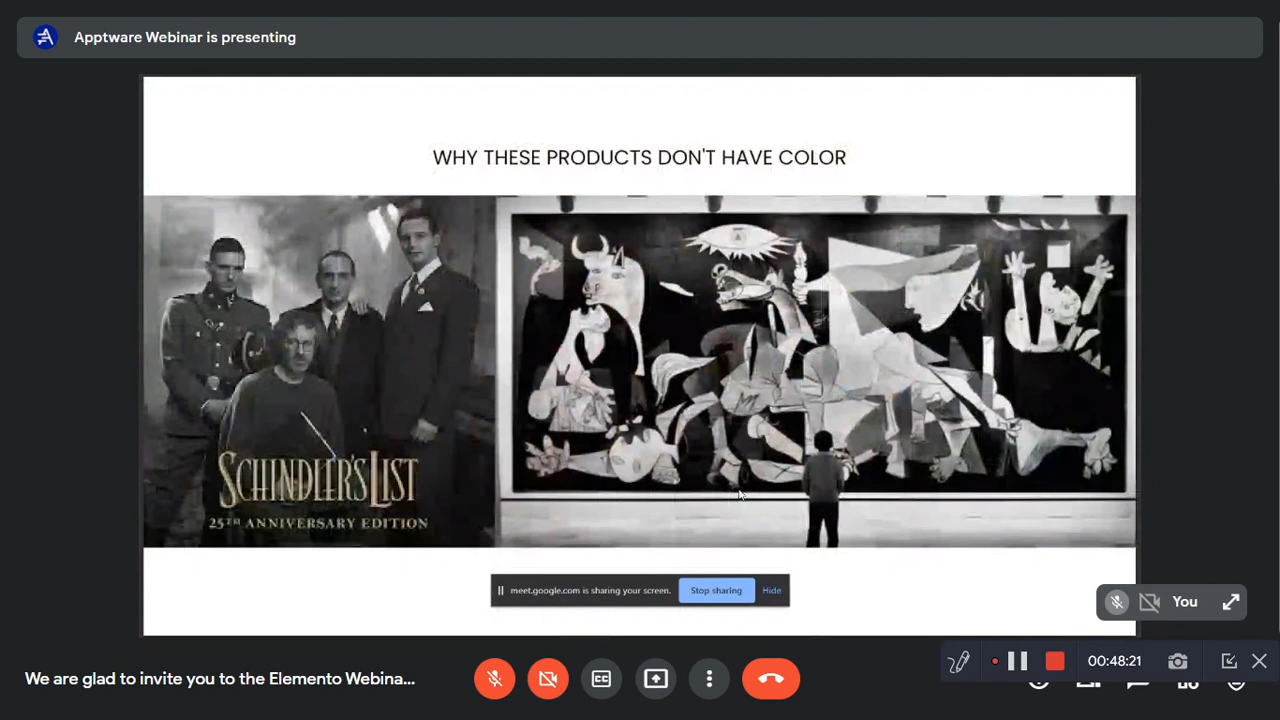 Apptware Webinar is presenting
WHY THESE PRODUCTS DON'T HAVE COLOR
SCHINDLER'S LIST
25TH ANNIVERSARY EDITION
meet.google.com is sharing your screen.
Stop sharing
Hide
You
00:48:21
We are glad to invite you to the Elemento Webina...
CC